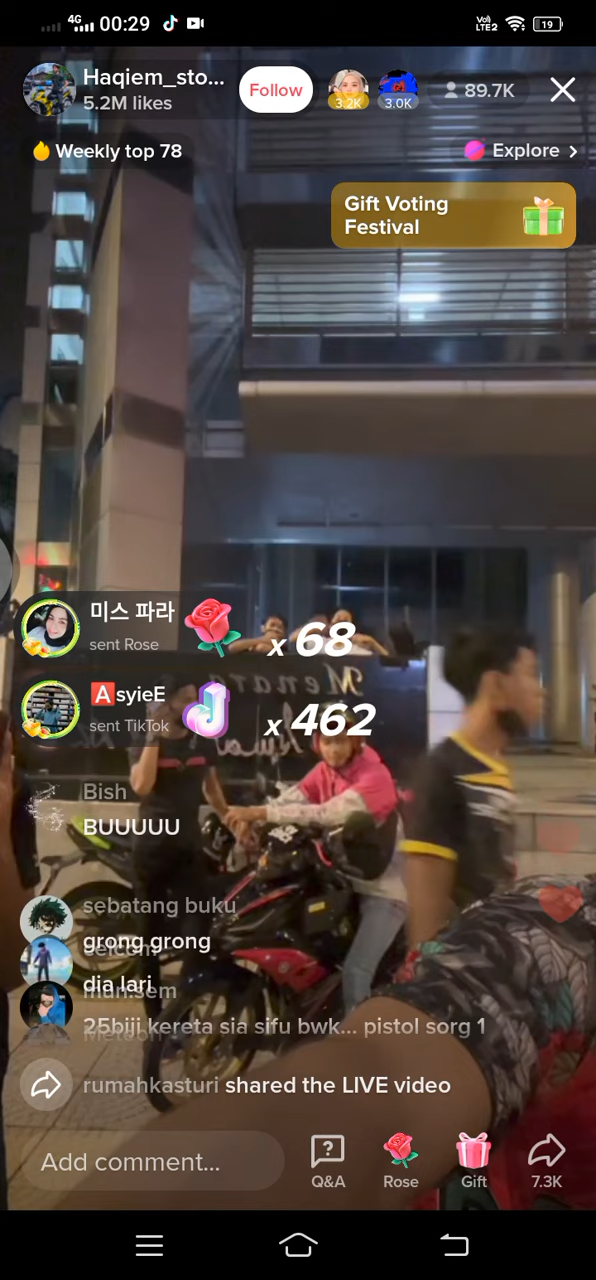 4G 00:29 VoⅠ) LTE2 19
Haqiem_sto... Follow 3.2K 3.0K 89.7K
5.2M likes
Weekly top 78 Explore >
Gift Voting
Festival
미스 파라
sent Rose x 68
AsyieE
sent TikTok x 462
Menara
Bish
BUUUUU
sebatang buku
grong grong
dia lari
25biji kereta sia sifu bwk... pistol sorg 1
rumahkasturi shared the LIVE video
Add comment... Q&A Rose Gift 7.3K